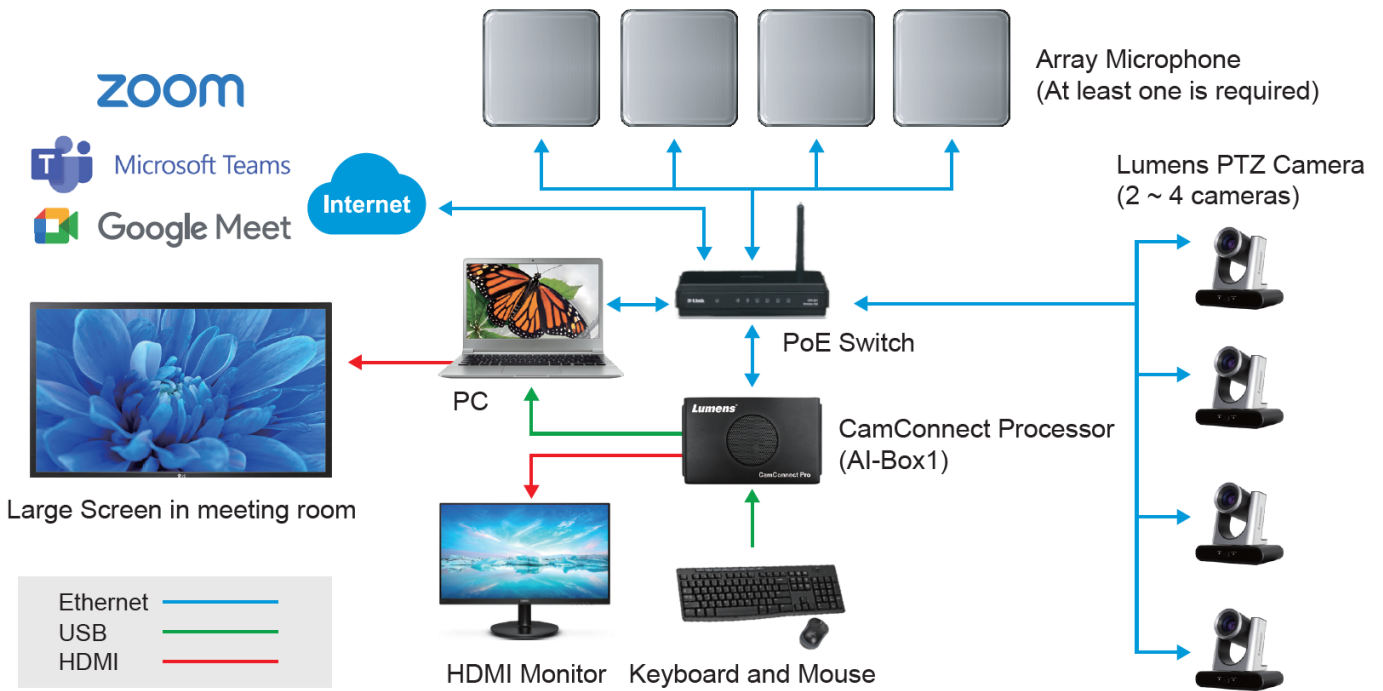 zoom
Microsoft Teams
Google Meet
Internet
Array Microphone
(At least one is required)
Lumens PTZ Camera
(2 ~ 4 cameras)
D-Link
PoE Switch
PC
Lumens
CamConnect Pro
CamConnect Processor
(AI-Box1)
Large Screen in meeting room
HDMI Monitor
Keyboard and Mouse
Ethernet
USB
HDMI